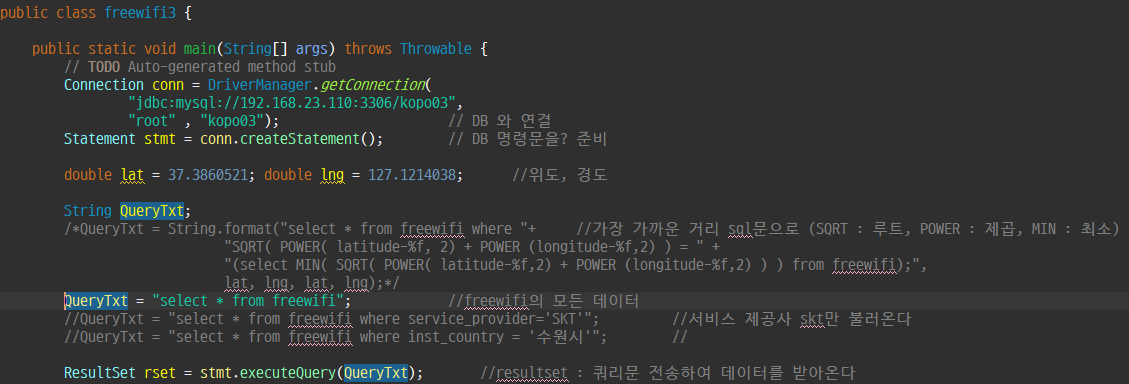 public class freewifi3 {
public static void main(String[] args) throws Throwable {
// TODO Auto-generated method stub
Connection conn = DriverManager.getConnection(
"jdbc:mysql://192.168.23.110:3306/kopo03",
"root" , "kopo03"); // DB 와 연결
Statement stmt = conn.createStatement(); // DB 명령문을? 준비
double lat = 37.3860521; double lng = 127.1214038; //위도, 경도
String QueryTxt;
/*QueryTxt = String.format("select * from freewifi where "+ //가장 가까운 거리 sql문으로 (SQRT : 루트, POWER : 제곱, MIN : 최소)
"SQRT( POWER( latitude-%f, 2) + POWER (longitude-%f,2) ) = " +
"(select MIN( SQRT( POWER( latitude-%f,2) + POWER (longitude-%f,2) ) ) from freewifi);",
lat, lng, lat, lng);*/
QueryTxt = "select * from freewifi"; //freewifi의 모든 데이터
//QueryTxt = "select * from freewifi where service_provider='SKT'"; //서비스 제공사 skt만 불러온다
//QueryTxt = "select * from freewifi where inst_country = '수원시'"; //
ResultSet rset = stmt.executeQuery(QueryTxt); //resultset : 쿼리문 전송하여 데이터를 받아온다